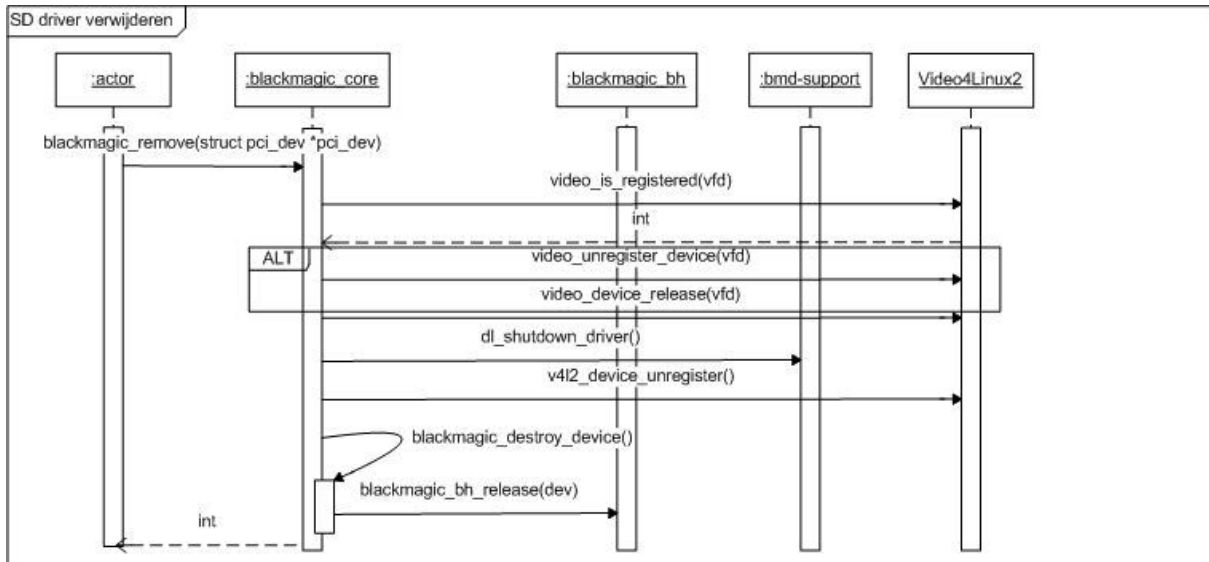 SD driver verwijderen
:actor
:blackmagic_core
:blackmagic_bh
:bmd-support
Video4Linux2
blackmagic_remove(struct pci_dev *pci_dev)
video_is_registered(vfd)
int
ALT
video_unregister_device(vfd)
video_device_release(vfd)
dl_shutdown_driver()
v4l2_device_unregister()
blackmagic_destroy_device()
blackmagic_bh_release(dev)
int